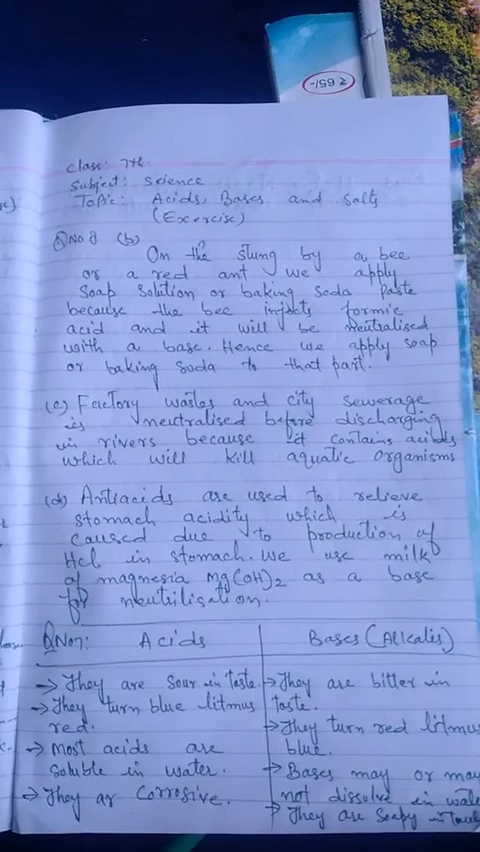 ₹ 65/-
Class: 7th
Subject: Science
Topic: Acids, Bases and Salts
(Exercise)
Q No 8 (b)
On the stung by a bee
or a red ant we apply
Soap Solution or baking soda paste
because the bee injects formic
acid and it will be neutralised
with a base. Hence we apply soap
or baking soda to that part.
(c) Factory wastes and city sewerage
is neutralised before discharging
in rivers because it contains acids
which will kill aquatic organisms
(d) Antiacids are used to relieve
stomach acidity which is
caused due to production of
Hcl in stomach. We use milk
of magnesia Mg(OH)2 as a base
for neutrilisation.
Q No 7: Acids Bases (Alkalis)
→ They are sour in taste → They are bitter in
→ They turn blue litmus taste.
red. → They turn red litmus
→ Most acids are blue.
soluble in water. → Bases may or may
→ They ar corrosive. not dissolve in
→ They are soapy